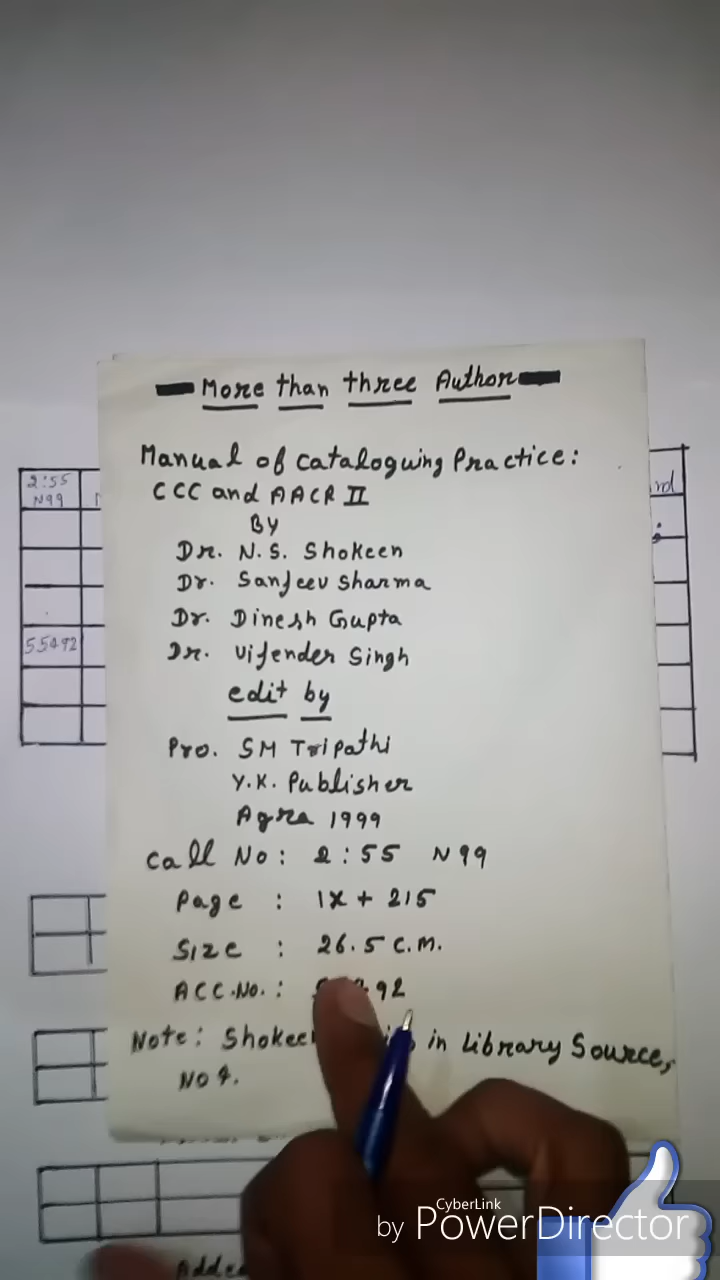 More than three Author
Manual of Cataloguing Practice:
CCC and AACR II
By
Dr. N.S. Shokeen
Dr. Sanjeev Sharma
Dr. Dinesh Gupta
Dr. Vijender Singh
edit by
Pro. SM Tripathi
Y.K. Publisher
Agra 1999
Call No: 2:55 N99
Page : IX + 215
Size : 26.5 C.M.
ACC.No.: 92
Note: Shokeen in Library Source,
No 4.
2:55
N99
55492
CyberLink
by PowerDirector